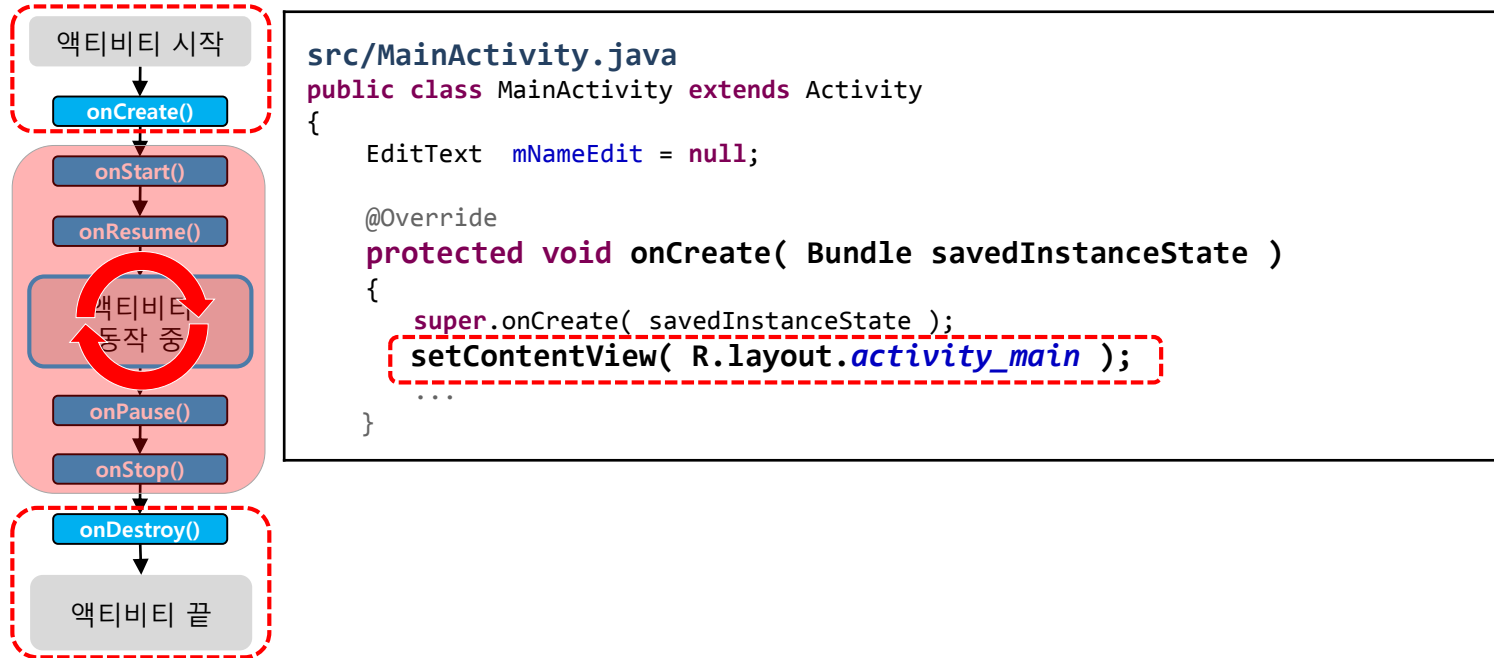 액티비티 시작
onCreate()
onStart()
onResume()
액티비티
동작 중
onPause()
onStop()
onDestroy()
액티비티 끝
src/MainActivity.java
public class MainActivity extends Activity
{
EditText mNameEdit = null;
@Override
protected void onCreate( Bundle savedInstanceState )
{
super.onCreate( savedInstanceState );
setContentView( R.layout.activity_main );
...
}